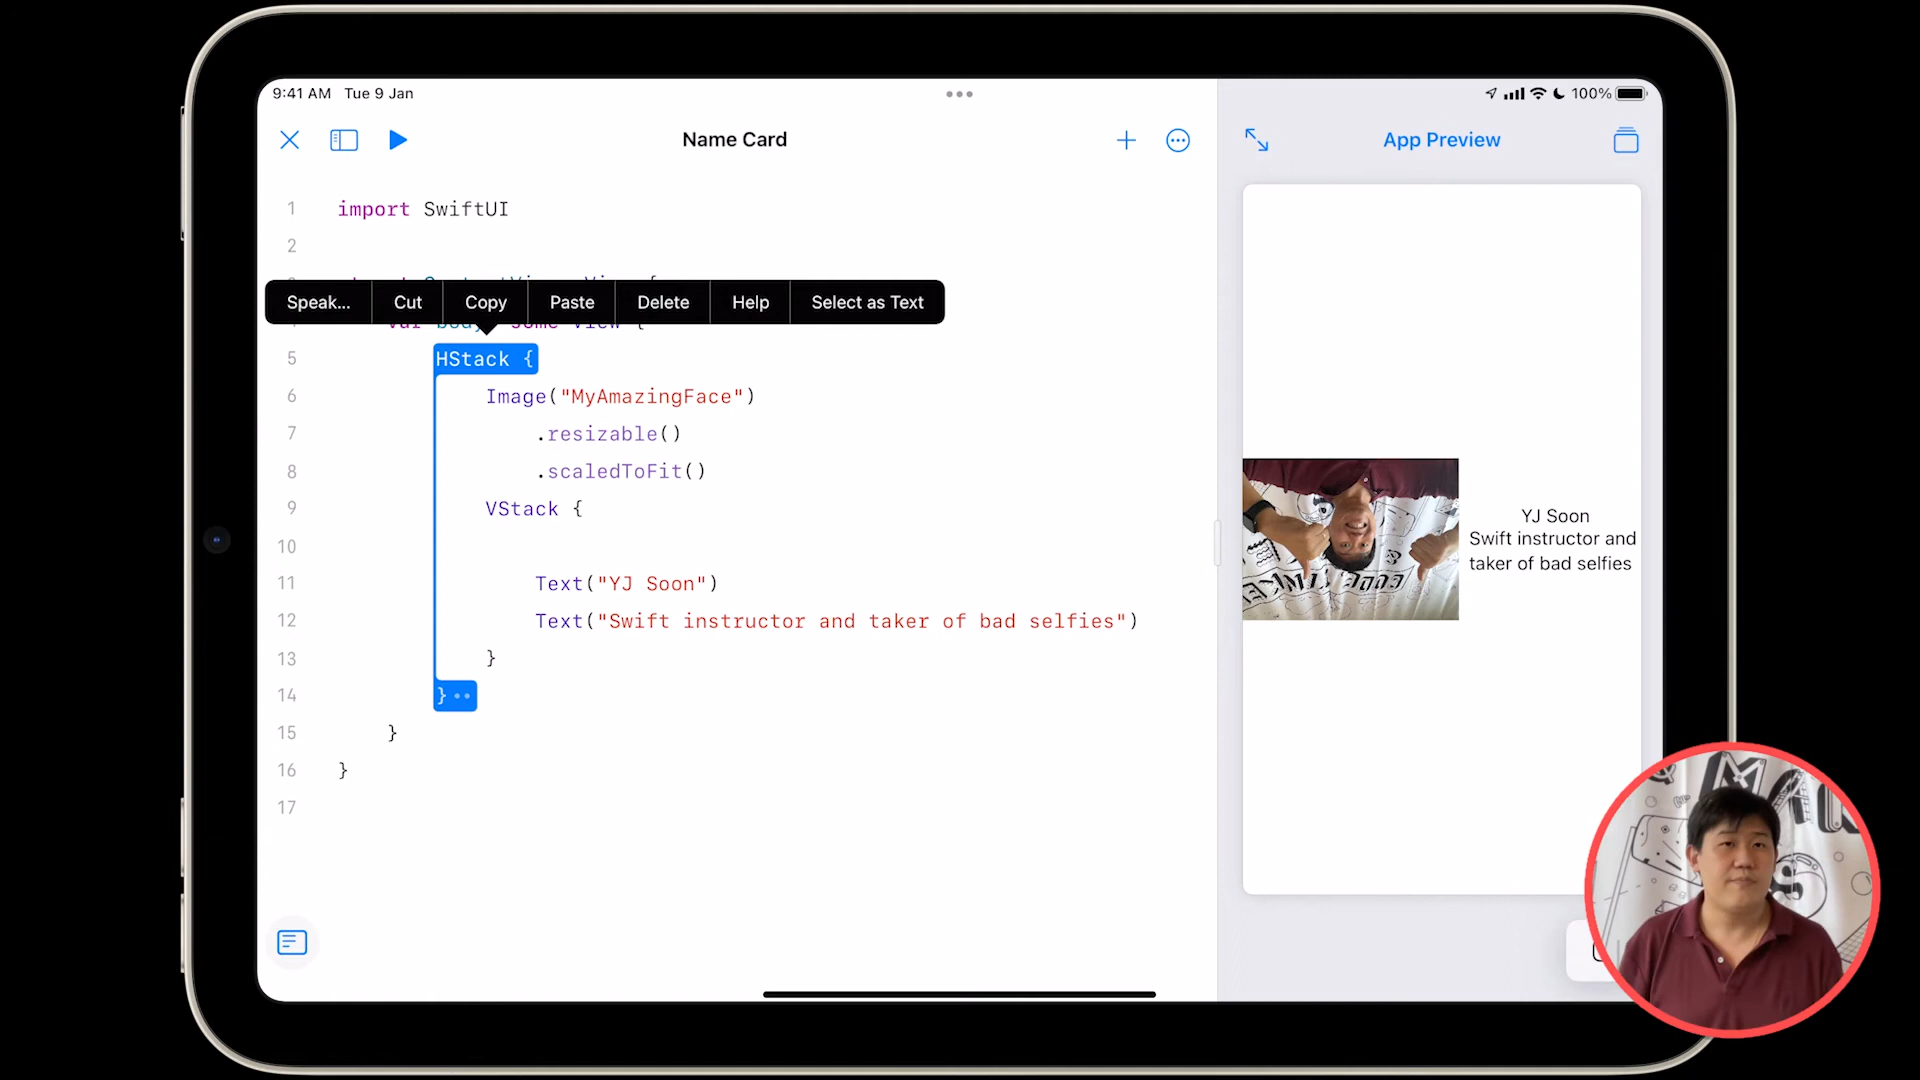 9:41 AM Tue 9 Jan
100%
Name Card
App Preview
1 import SwiftUI
2
Speak... Cut Copy Paste Delete Help Select as Text
5 HStack {
6 Image("MyAmazingFace")
7 .resizable()
8 .scaledToFit()
9 VStack {
10
11 Text("YJ Soon")
12 Text("Swift instructor and taker of bad selfies")
13 }
14 }
15 }
16 }
17
YJ Soon
Swift instructor and
taker of bad selfies